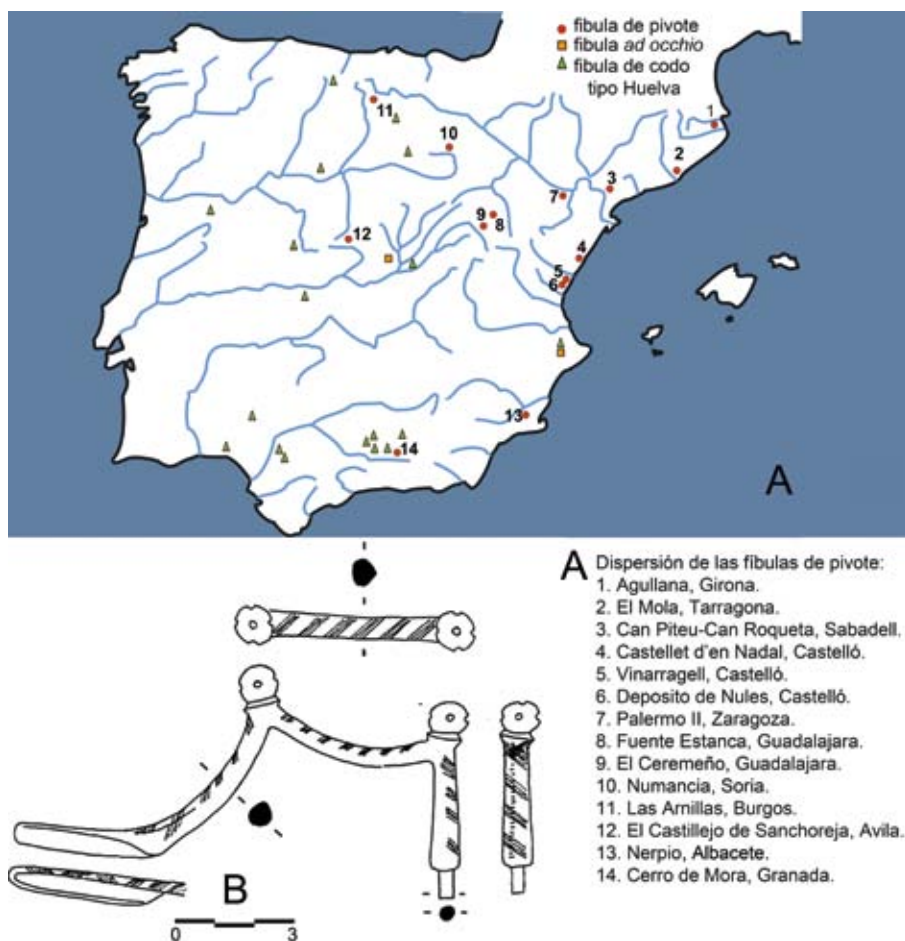 fibula de pivote
fibula ad occhio
fibula de codo
tipo Huelva
1
2
3
4
5
6
7
8
9
10
11
12
13
14
A
A Dispersión de las fíbulas de pivote:
1. Agullana, Girona.
2. El Mola, Tarragona.
3. Can Piteu-Can Roqueta, Sabadell.
4. Castellet d'en Nadal, Castelló.
5. Vinarragell, Castelló.
6. Deposito de Nules, Castelló.
7. Palermo II, Zaragoza.
8. Fuente Estanca, Guadalajara.
9. El Ceremeño, Guadalajara.
10. Numancia, Soria.
11. Las Arnillas, Burgos.
12. El Castillejo de Sanchoreja, Avila.
13. Nerpio, Albacete.
14. Cerro de Mora, Granada.
B
0 3